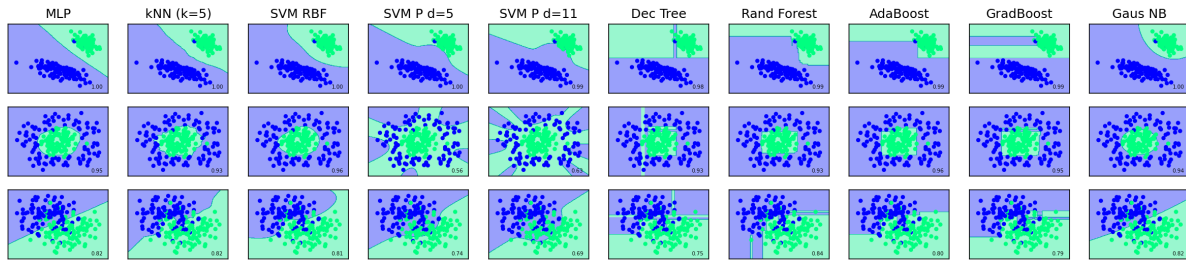 MLP kNN (k=5) SVM RBF SVM P d=5 SVM P d=11 Dec Tree Rand Forest AdaBoost GradBoost Gaus NB
1.00 1.00 1.00 1.00 0.99 0.98 0.99 0.99 0.99 1.00
0.95 0.93 0.96 0.56 0.63 0.93 0.93 0.96 0.95 0.94
0.82 0.82 0.81 0.74 0.69 0.75 0.84 0.80 0.79 0.82